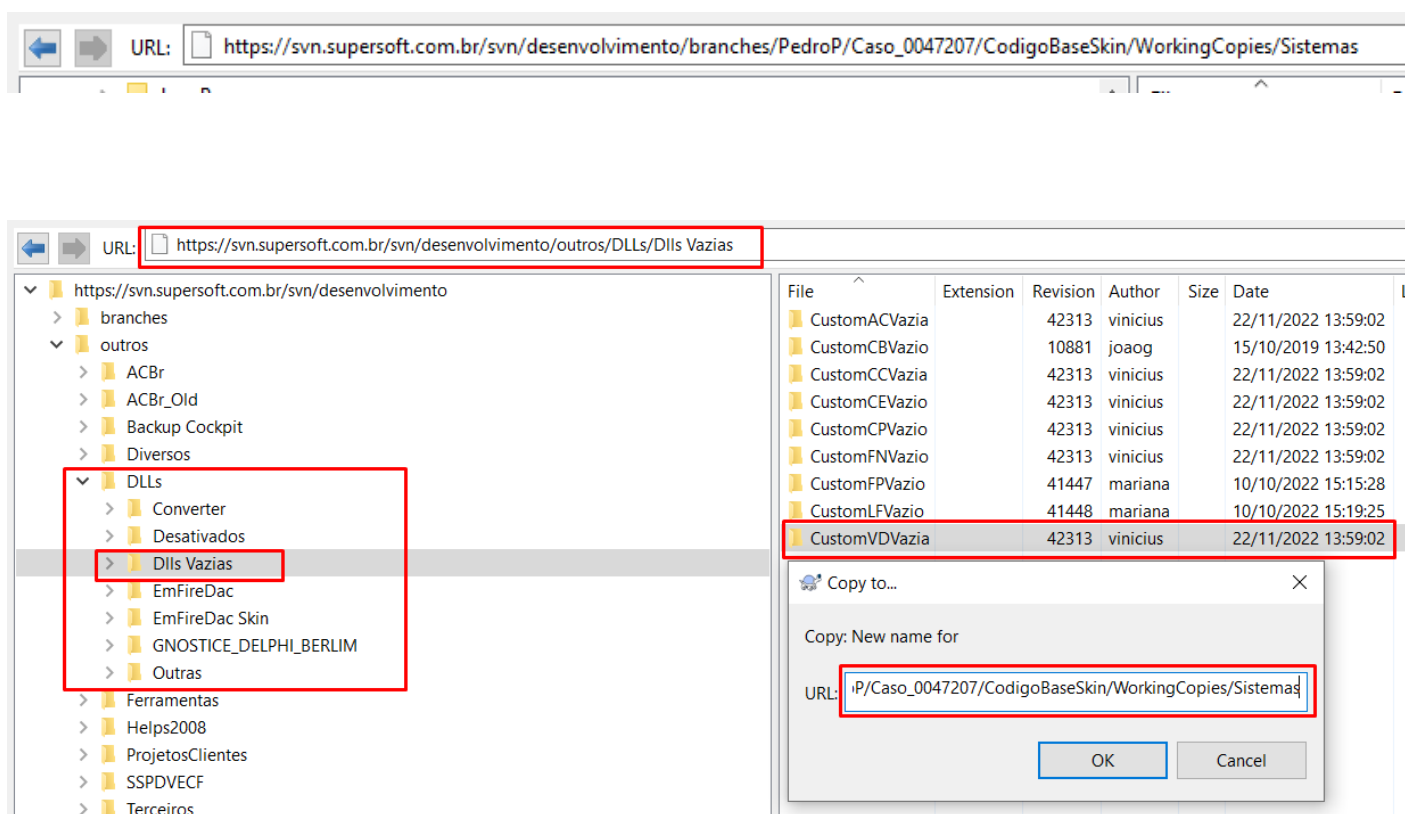 URL: https://svn.supersoft.com.br/svn/desenvolvimento/branches/PedroP/Caso_0047207/CodigoBaseSkin/WorkingCopies/Sistemas
URL: https://svn.supersoft.com.br/svn/desenvolvimento/outros/DLLs/Dlls Vazias
https://svn.supersoft.com.br/svn/desenvolvimento
branches
outros
ACBr
ACBr_Old
Backup Cockpit
Diversos
DLLs
Converter
Desativados
Dlls Vazias
EmFireDac
EmFireDac Skin
GNOSTICE_DELPHI_BERLIM
Outras
Ferramentas
Helps2008
ProjetosClientes
SSPDVECF
Terceiros
File Extension Revision Author Size Date
CustomACVazia 42313 vinicius 22/11/2022 13:59:02
CustomCBVazio 10881 joaog 15/10/2019 13:42:50
CustomCCVazia 42313 vinicius 22/11/2022 13:59:02
CustomCEVazio 42313 vinicius 22/11/2022 13:59:02
CustomCPVazio 42313 vinicius 22/11/2022 13:59:02
CustomFNVazio 42313 vinicius 22/11/2022 13:59:02
CustomFPVazio 41447 mariana 10/10/2022 15:15:28
CustomLFVazio 41448 mariana 10/10/2022 15:19:25
CustomVDVazia 42313 vinicius 22/11/2022 13:59:02
Copy to...
Copy: New name for
URL: P/Caso_0047207/CodigoBaseSkin/WorkingCopies/Sistemas
OK Cancel